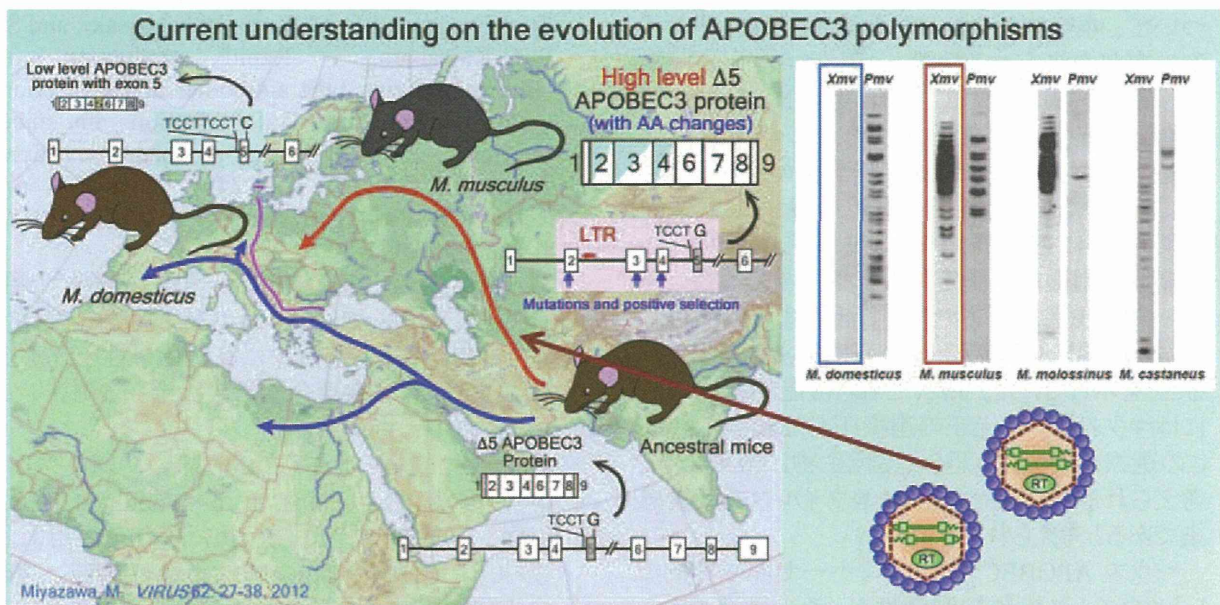 Current understanding on the evolution of APOBEC3 polymorphisms
Low level APOBEC3
protein with exon 5
1 2 3 4 5 6 7 8 9
TCCTTCCT C
1 2 3 4 5 6
M. domesticus
M. musculus
High level Δ5
APOBEC3 protein
(with AA changes)
1 2 3 4 6 7 8 9
LTR
TCCT G
1 2 3 4 5 6
Mutations and positive selection
Ancestral mice
Δ5 APOBEC3
Protein
1 2 3 4 6 7 8 9
TCCT G
1 2 3 4 5 6 7 8 9
Miyazawa, M. VIRUS 62: 27-38, 2012
Xmv Pmv Xmv Pmv Xmv Pmv Xmv Pmv
M. domesticus M. musculus M. molossinus M. castaneus
RT
RT